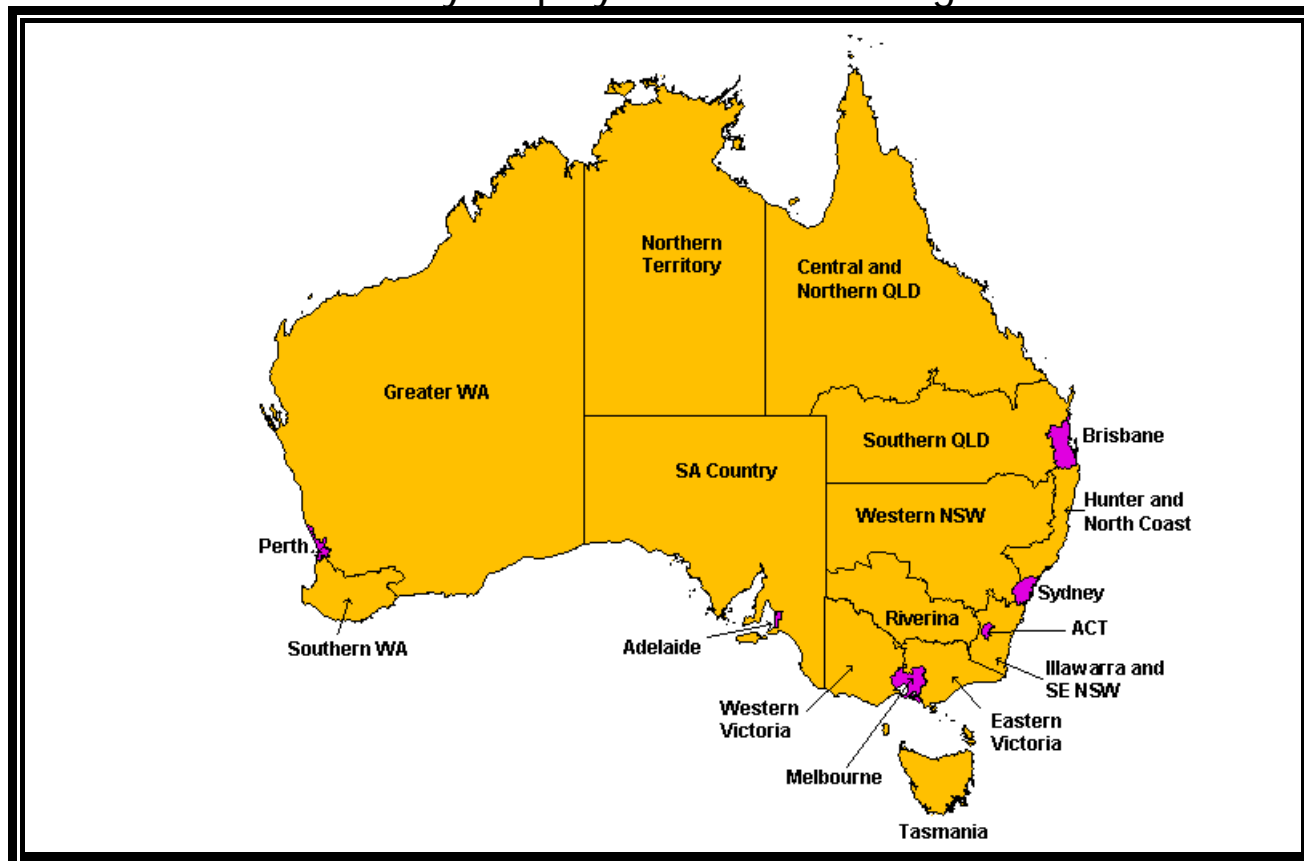 Northern
Territory
Central and
Northern QLD
Greater WA
Southern QLD
Brisbane
SA Country
Hunter and
North Coast
Western NSW
Perth
Sydney
Riverina
ACT
Adelaide
Southern WA
Illawarra and
SE NSW
Western
Victoria
Eastern
Victoria
Melbourne
Tasmania